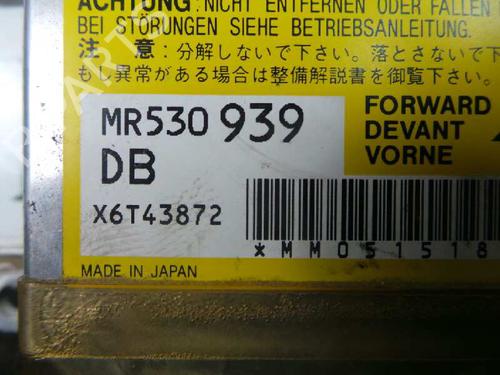 ACHTUNG: NICHT ENTFERNEN ODER FALLEN
BEI STÖRUNGEN SIEHE BETRIEBSANLEITUNG.
注 意:分解しないで下さい。落とさないで下
もし異常がある場合は整備解説書を御覧下さい。
MR530 939
DB
X6T43872
FORWARD
DEVANT
VORNE
*MM051518
MADE IN JAPAN